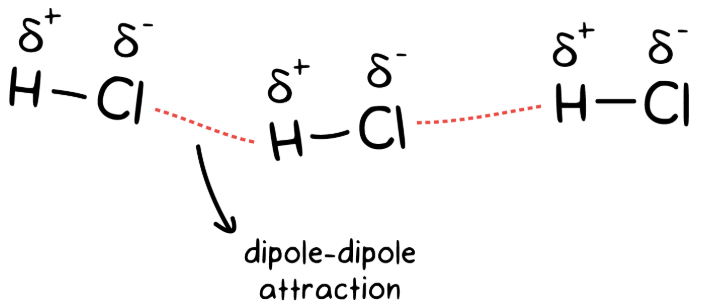 δ+ δ- δ+ δ- δ+ δ-
H—Cl H—Cl H—Cl
dipole-dipole
attraction